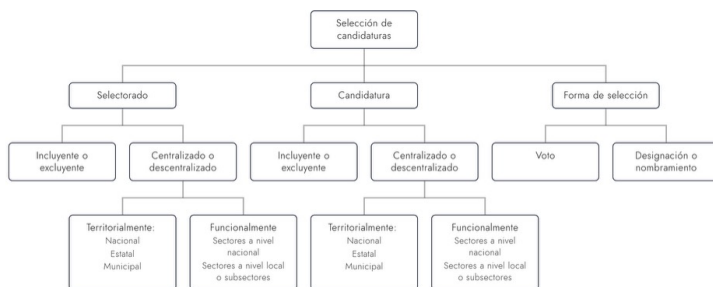 Selección de
candidaturas
Selectorado
Candidatura
Forma de selección
Incluyente o
excluyente
Centralizado o
descentralizado
Incluyente o
excluyente
Centralizado o
descentralizado
Voto
Designación o
nombramiento
Territorialmente:
Nacional
Estatal
Municipal
Funcionalmente
Sectores a nivel
nacional
Sectores a nivel local
o subsectores
Territorialmente:
Nacional
Estatal
Municipal
Funcionalmente
Sectores a nivel
nacional
Sectores a nivel local
o subsectores